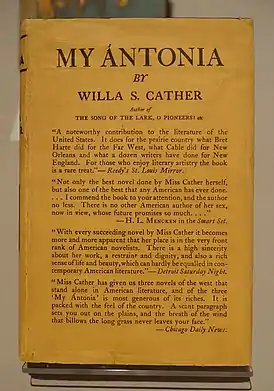 MY ÁNTONIA
BY
WILLA S. CATHER
Author of
THE SONG OF THE LARK, O PIONEERS! etc
"A noteworthy contribution to the literature of the
United States. It does for the prairie country what Bret
Harte did for the Far West, what Cable did for New
Orleans and what a dozen writers have done for New
England. For those who enjoy literary artistry the book
is a rare treat."—Reedy's St. Louis Mirror.
"Not only the best novel done by Miss Cather herself,
but also one of the best that any American has ever done.
. . . I commend the book to your attention, and the author
no less. There is no other American author of her sex,
now in view, whose future promises so much. . . ."
—H. L. MENCKEN in the Smart Set.
"With every succeeding novel by Miss Cather it becomes
more and more apparent that her place is in the very front
rank of American novelists. There is a high sincerity
about her work, a restraint and dignity, and also a rich
sense of life and beauty, which can hardly be equalled in con-
temporary American literature."—Detroit Saturday Night.
"Miss Cather has given us three novels of the west that
stand alone in American literature, and of the three
'My Ántonia' is most generous of its riches. It is
packed with the feel of the country. A scant paragraph
sets you out on the plains, and the breath of the wind
that billows the long grass never leaves your face."
—Chicago Daily News.